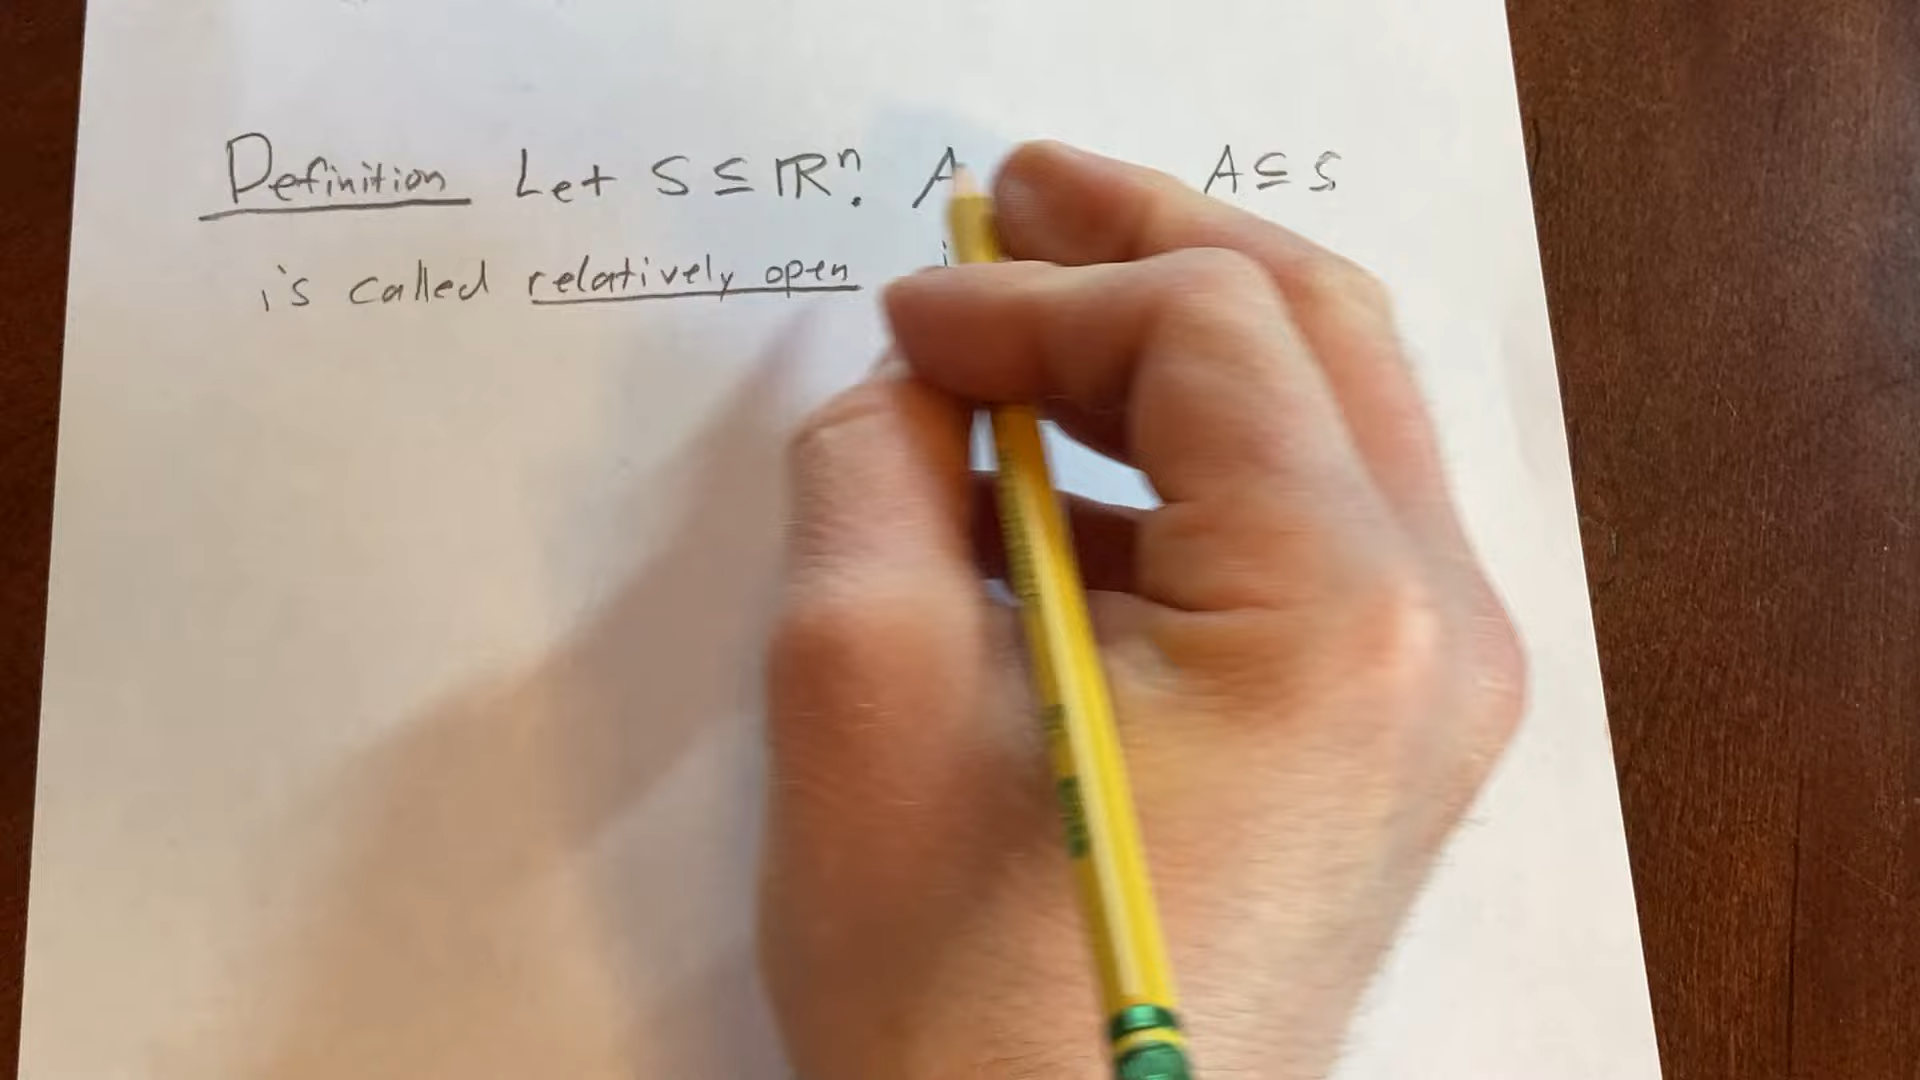 Definition Let S ⊆ ℝⁿ. A A ⊆ S
is called relatively open